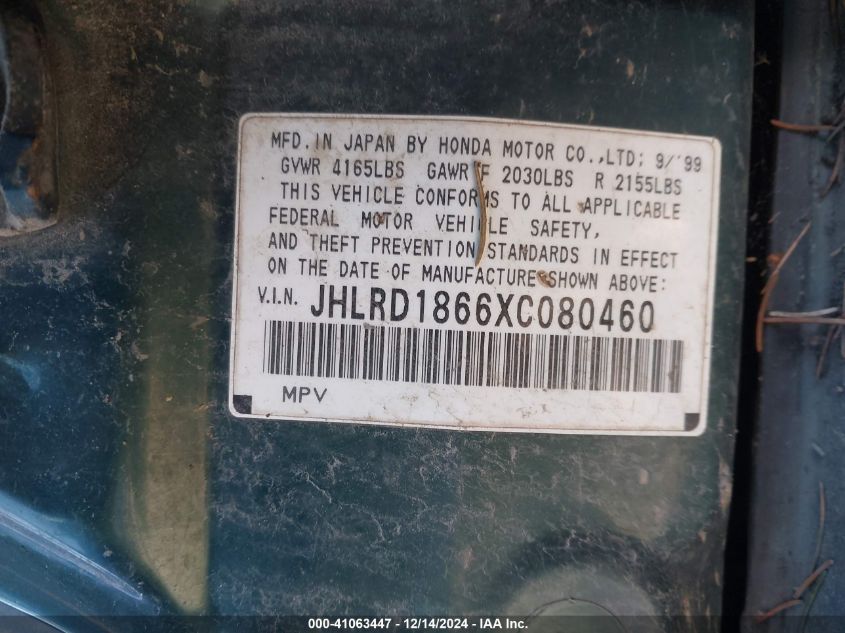 MFD. IN JAPAN BY HONDA MOTOR CO.,LTD; 9/'99
GVWR 4165LBS GAWR F 2030LBS R 2155LBS
THIS VEHICLE CONFORMS TO ALL APPLICABLE
FEDERAL MOTOR VEHICLE SAFETY,
AND THEFT PREVENTION STANDARDS IN EFFECT
ON THE DATE OF MANUFACTURE SHOWN ABOVE:
V.I.N. JHLRD1866XC080460
MPV
000-41063447 - 12/14/2024 - IAA Inc.